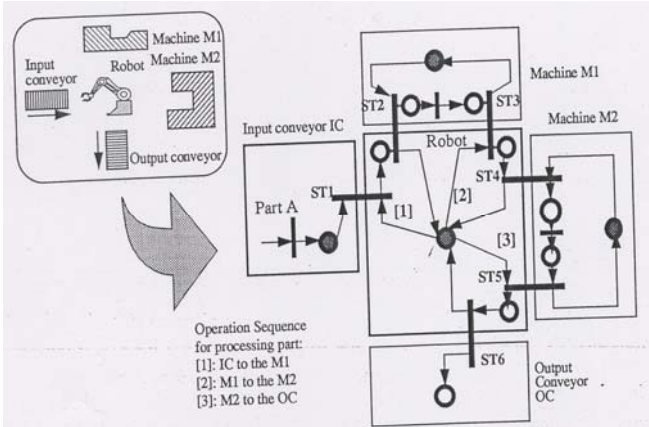 Machine M1
Input
conveyor
Robot
Machine M2
Output conveyor
Machine M1
ST2
ST3
Input conveyor IC
Robot
Machine M2
ST1
ST4
Part A
[1]
[2]
[3]
ST5
Operation Sequence
for processing part:
[1]: IC to the M1
[2]: M1 to the M2
[3]: M2 to the OC
ST6
Output
Conveyor
OC